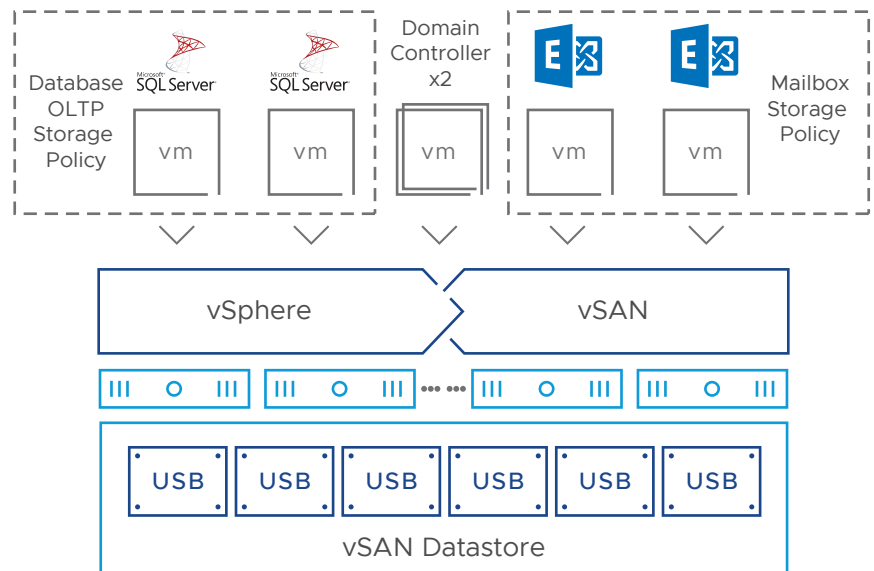 Database
OLTP
Storage
Policy
Microsoft
SQL Server
vm
Microsoft
SQL Server
vm
Domain
Controller
x2
vm
E
vm
E
vm
Mailbox
Storage
Policy
vSphere
vSAN
USB
USB
USB
USB
USB
USB
vSAN Datastore